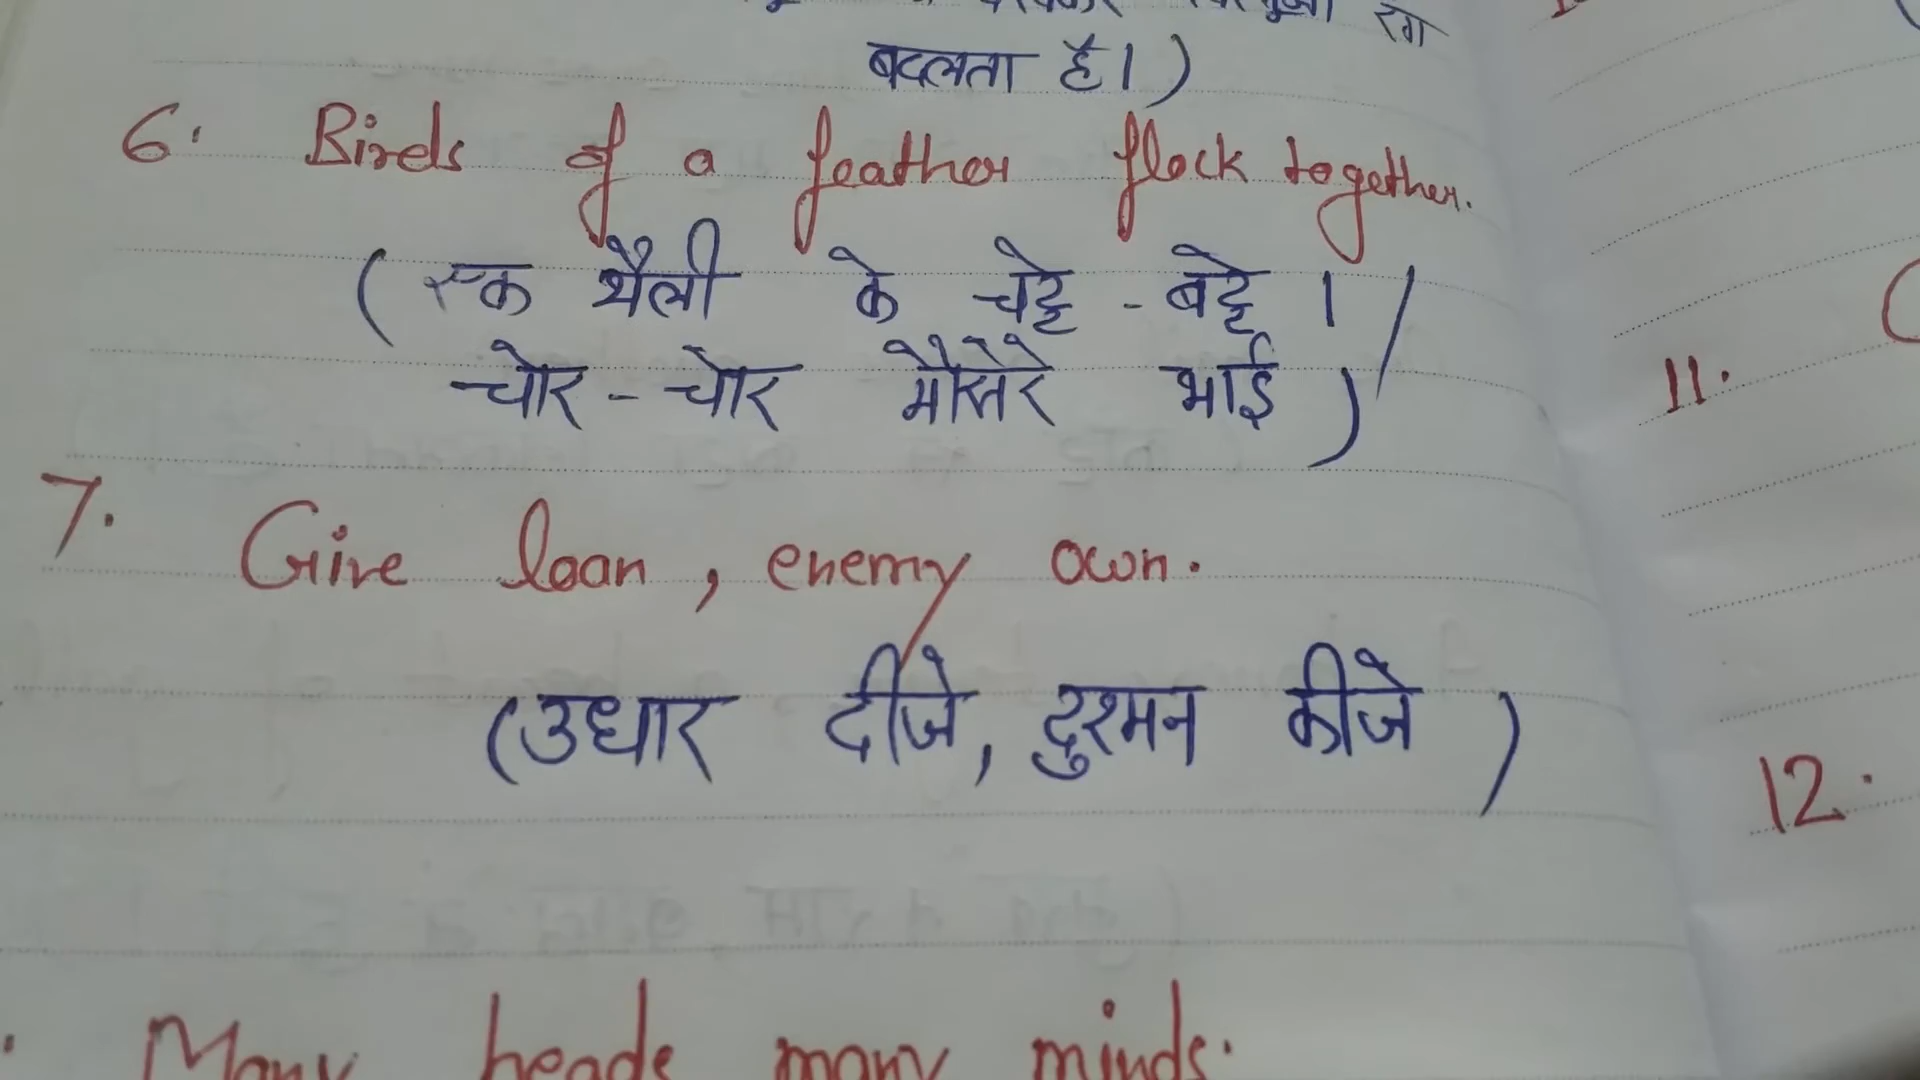 रंग
बदलता है।)
6. Birds of a feather flock together.
(एक थैली के चट्टे-बट्टे। /
चोर-चोर मौसेरे भाई)
7. Give loan, enemy own.
(उधार दीजे, दुश्मन कीजे)
Many heads many minds.
11.
12.